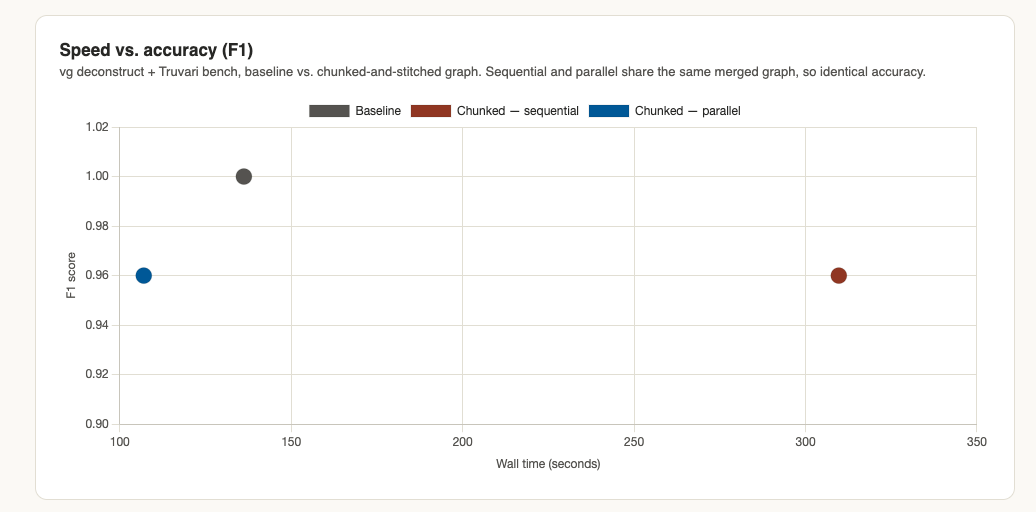 Speed vs. accuracy (F1)
vg deconstruct + Truvari bench, baseline vs. chunked-and-stitched graph. Sequential and parallel share the same merged graph, so identical accuracy.
Baseline
Chunked — sequential
Chunked — parallel
1.02
1.00
0.98
0.96
0.94
0.92
0.90
F1 score
100
150
200
250
300
350
Wall time (seconds)